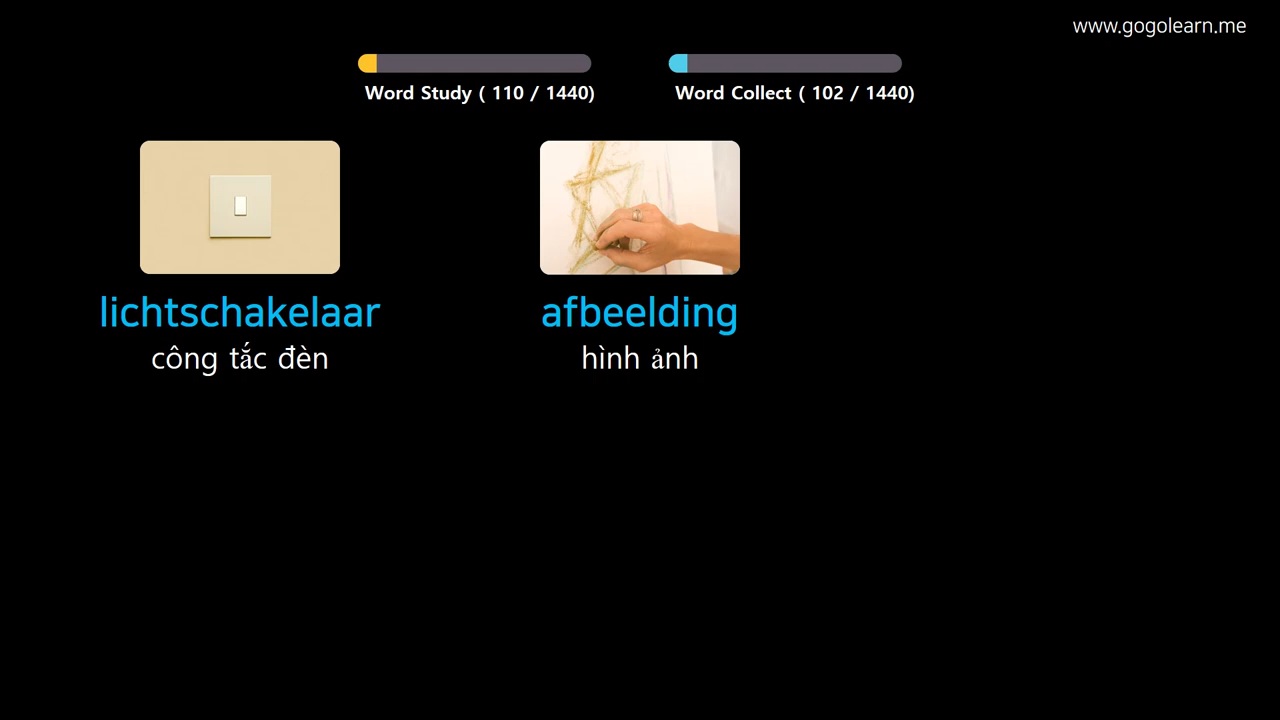 www.gogolearn.me
Word Study ( 110 / 1440)
Word Collect ( 102 / 1440)
lichtschakelaar
công tắc đèn
afbeelding
hình ảnh